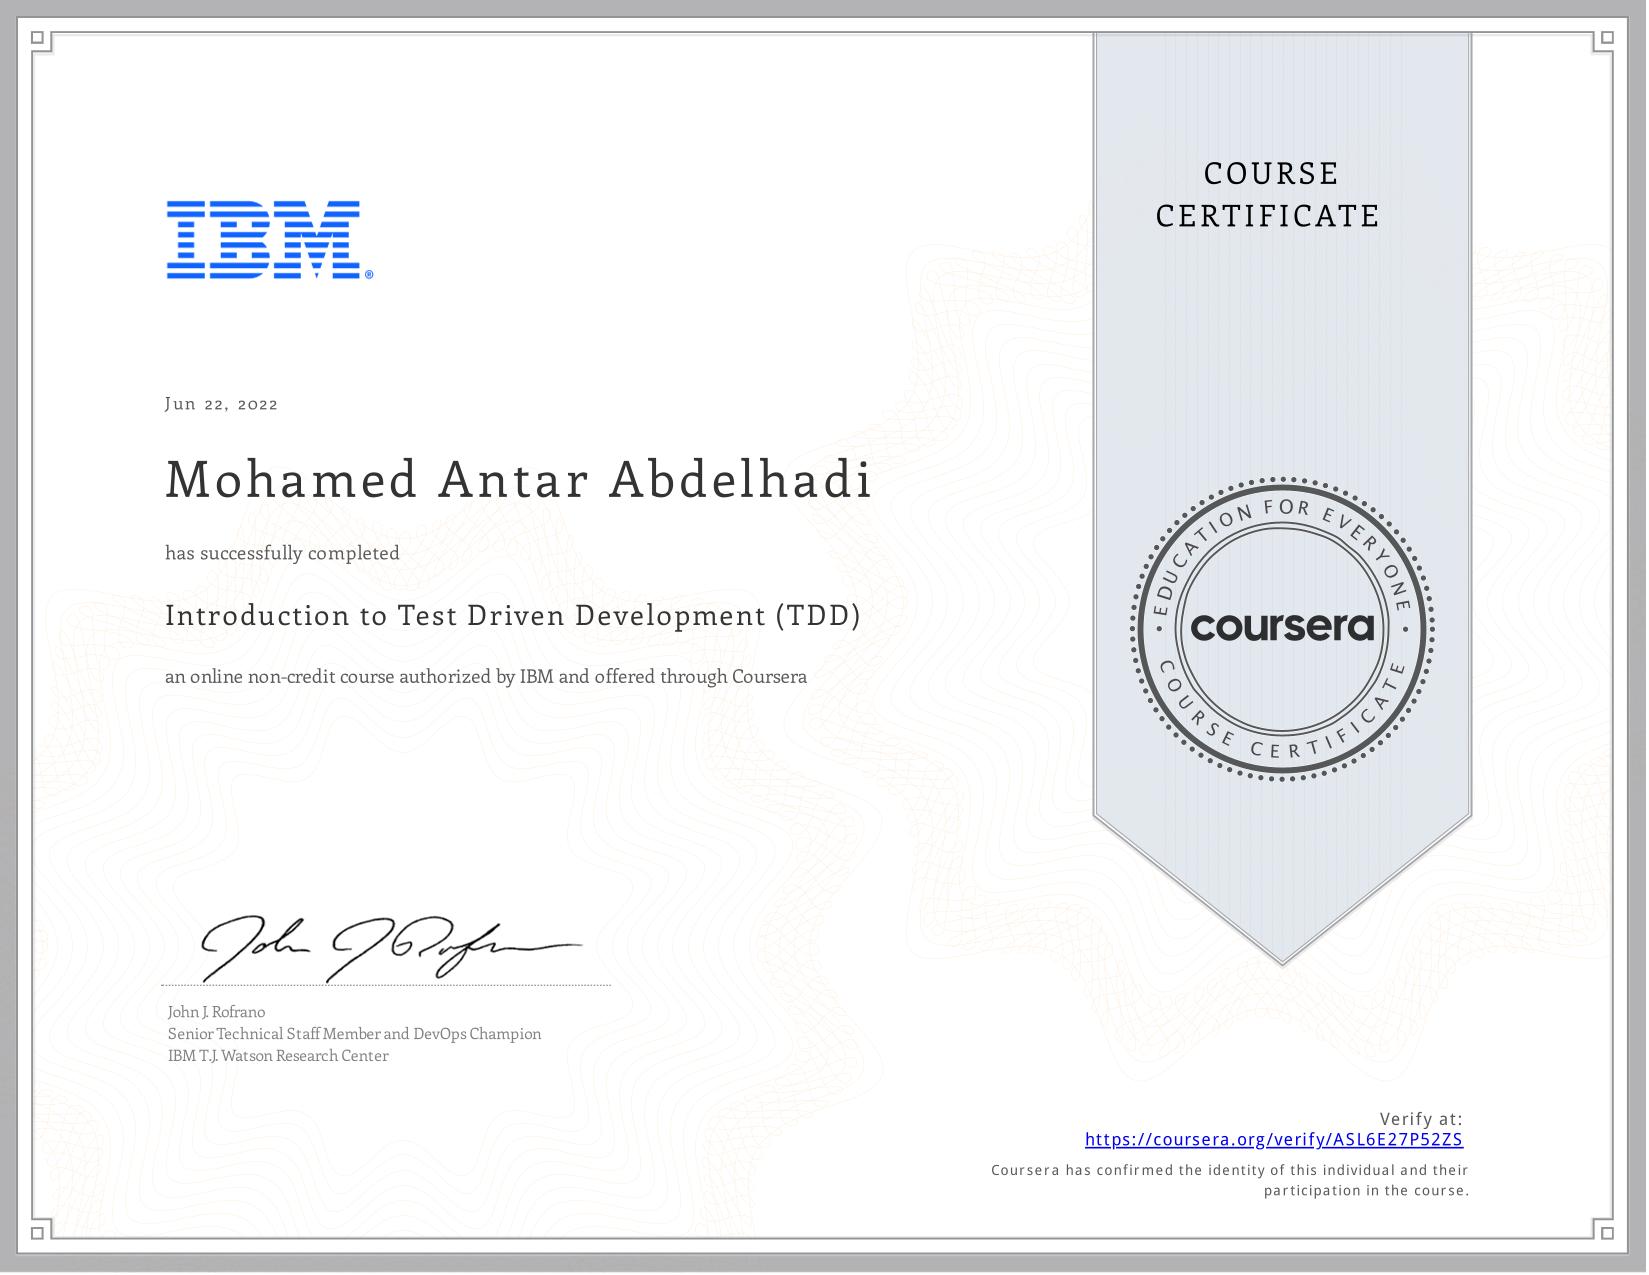 COURSE
CERTIFICATE
IBM®
Jun 22, 2022
Mohamed Antar Abdelhadi
has successfully completed
Introduction to Test Driven Development (TDD)
an online non-credit course authorized by IBM and offered through Coursera
EDUCATION FOR EVERYONE
coursera
COURSE CERTIFICATE
John J Rofrano
John J. Rofrano
Senior Technical Staff Member and DevOps Champion
IBM T.J. Watson Research Center
Verify at:
https://coursera.org/verify/ASL6E27P52ZS
Coursera has confirmed the identity of this individual and their
participation in the course.